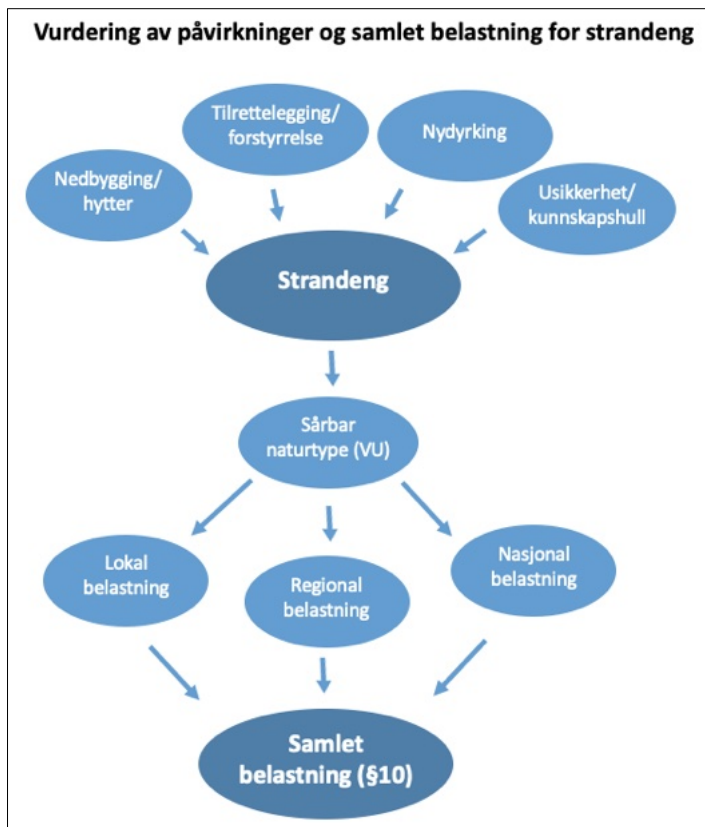 Vurdering av påvirkninger og samlet belastning for strandeng
Tilrettelegging/
forstyrrelse
Nydyrking
Nedbygging/
hytter
Usikkerhet/
kunnskapshull
Strandeng
Sårbar
naturtype (VU)
Lokal
belastning
Regional
belastning
Nasjonal
belastning
Samlet
belastning (§10)